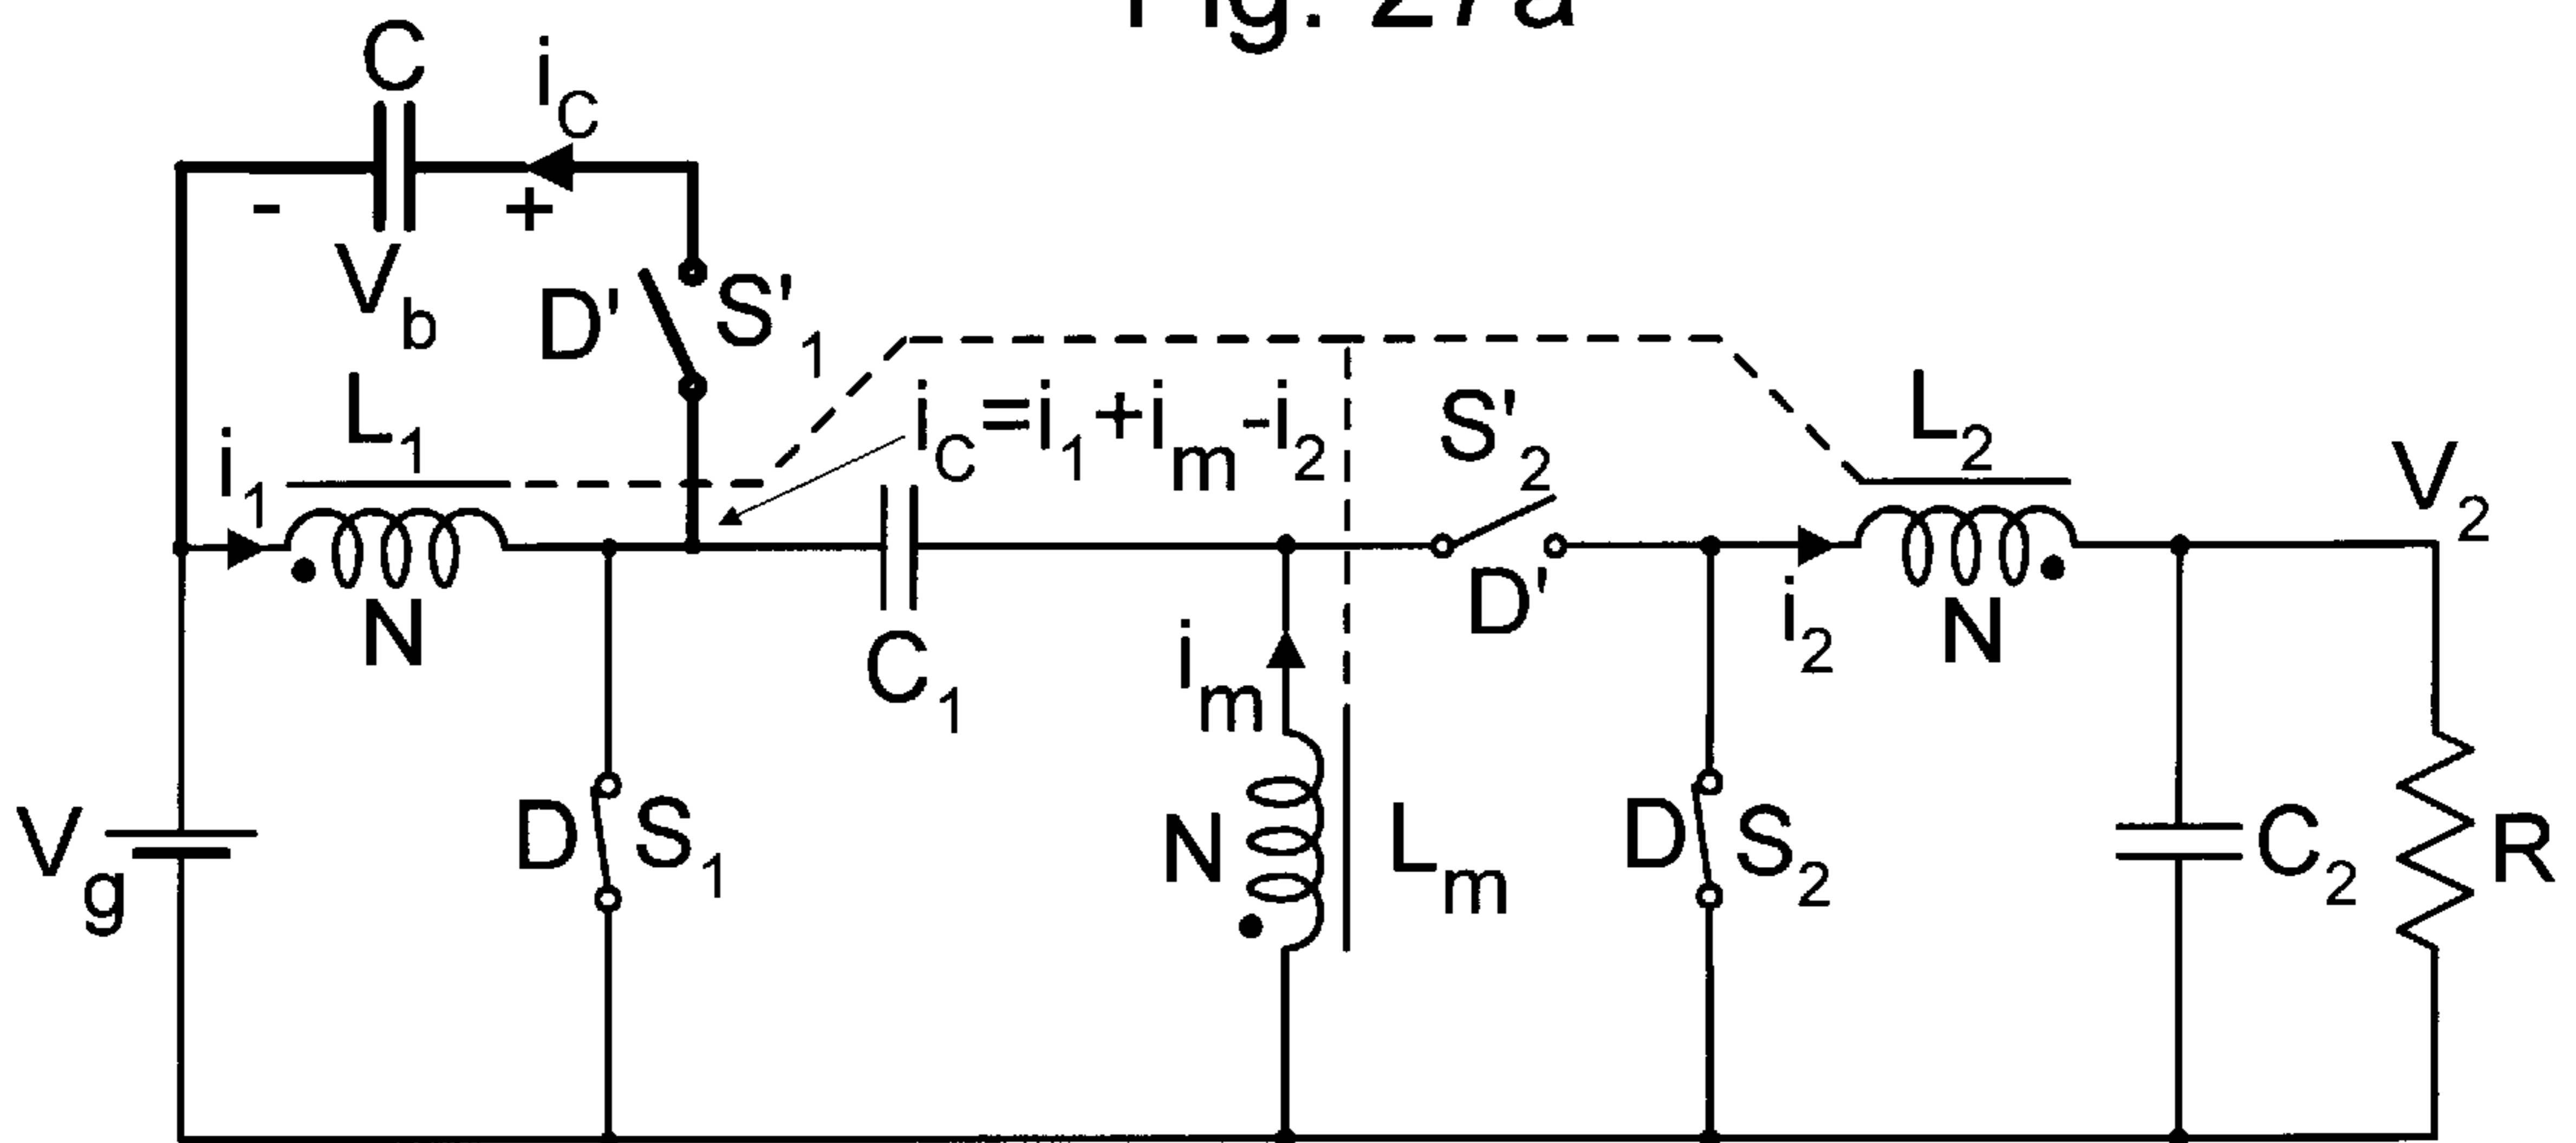 Fig. 27a
C
i_C
- +
V_b
D' S'_1
L_1
i_1
i_C=i_1+i_m-i_2
S'_2
L_2
V_2
N
C_1
D'
i_2
N
i_m
V_g
D S_1
N
L_m
D S_2
C_2
R